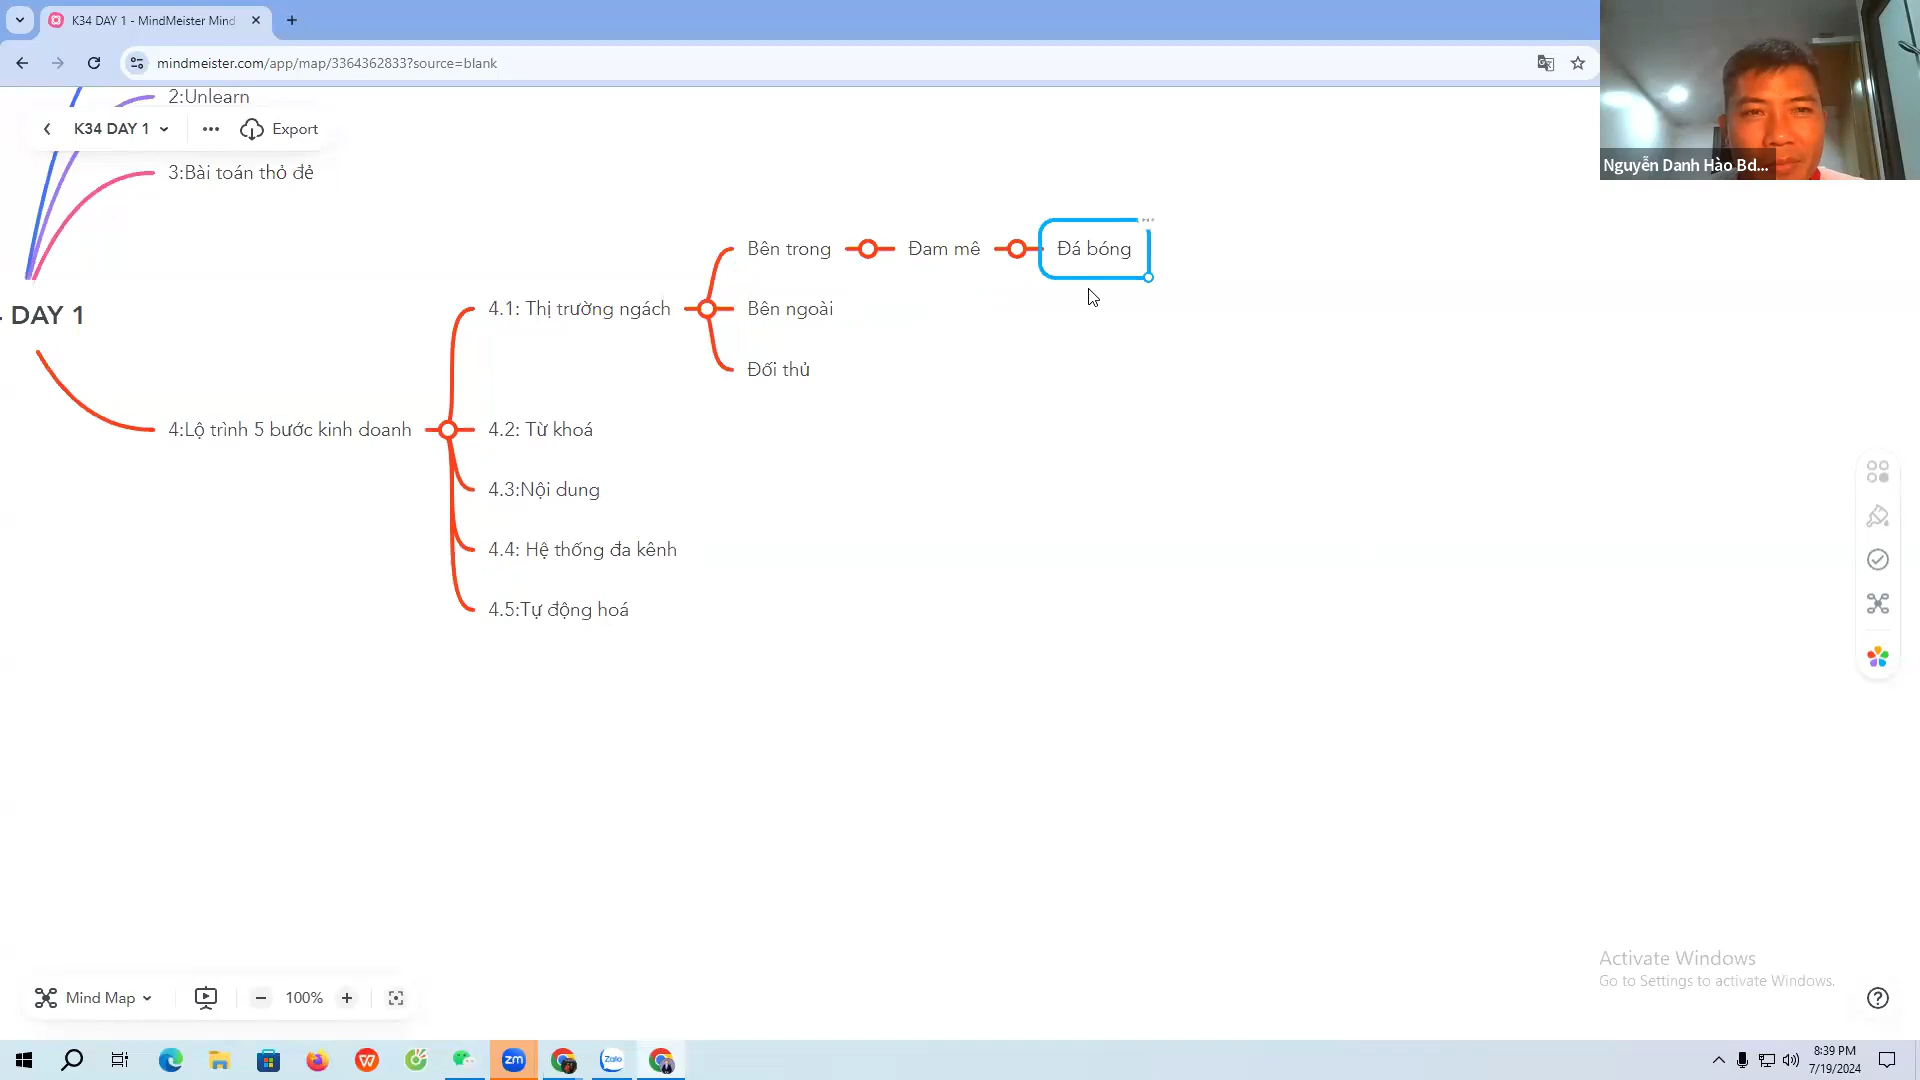 K34 DAY 1 - MindMeister Mind
mindmeister.com/app/map/3364362833?source=blank
2:Unlearn
K34 DAY 1
Export
3:Bài toán thỏ đẻ
Nguyễn Danh Hào Bd...
Bên trong
Đam mê
Đá bóng
DAY 1
4.1: Thị trường ngách
Bên ngoài
Đối thủ
4:Lộ trình 5 bước kinh doanh
4.2: Từ khoá
4.3:Nội dung
4.4: Hệ thống đa kênh
4.5:Tự động hoá
Activate Windows
Go to Settings to activate Windows.
Mind Map
100%
zm
Zalo
8:39 PM
7/19/2024